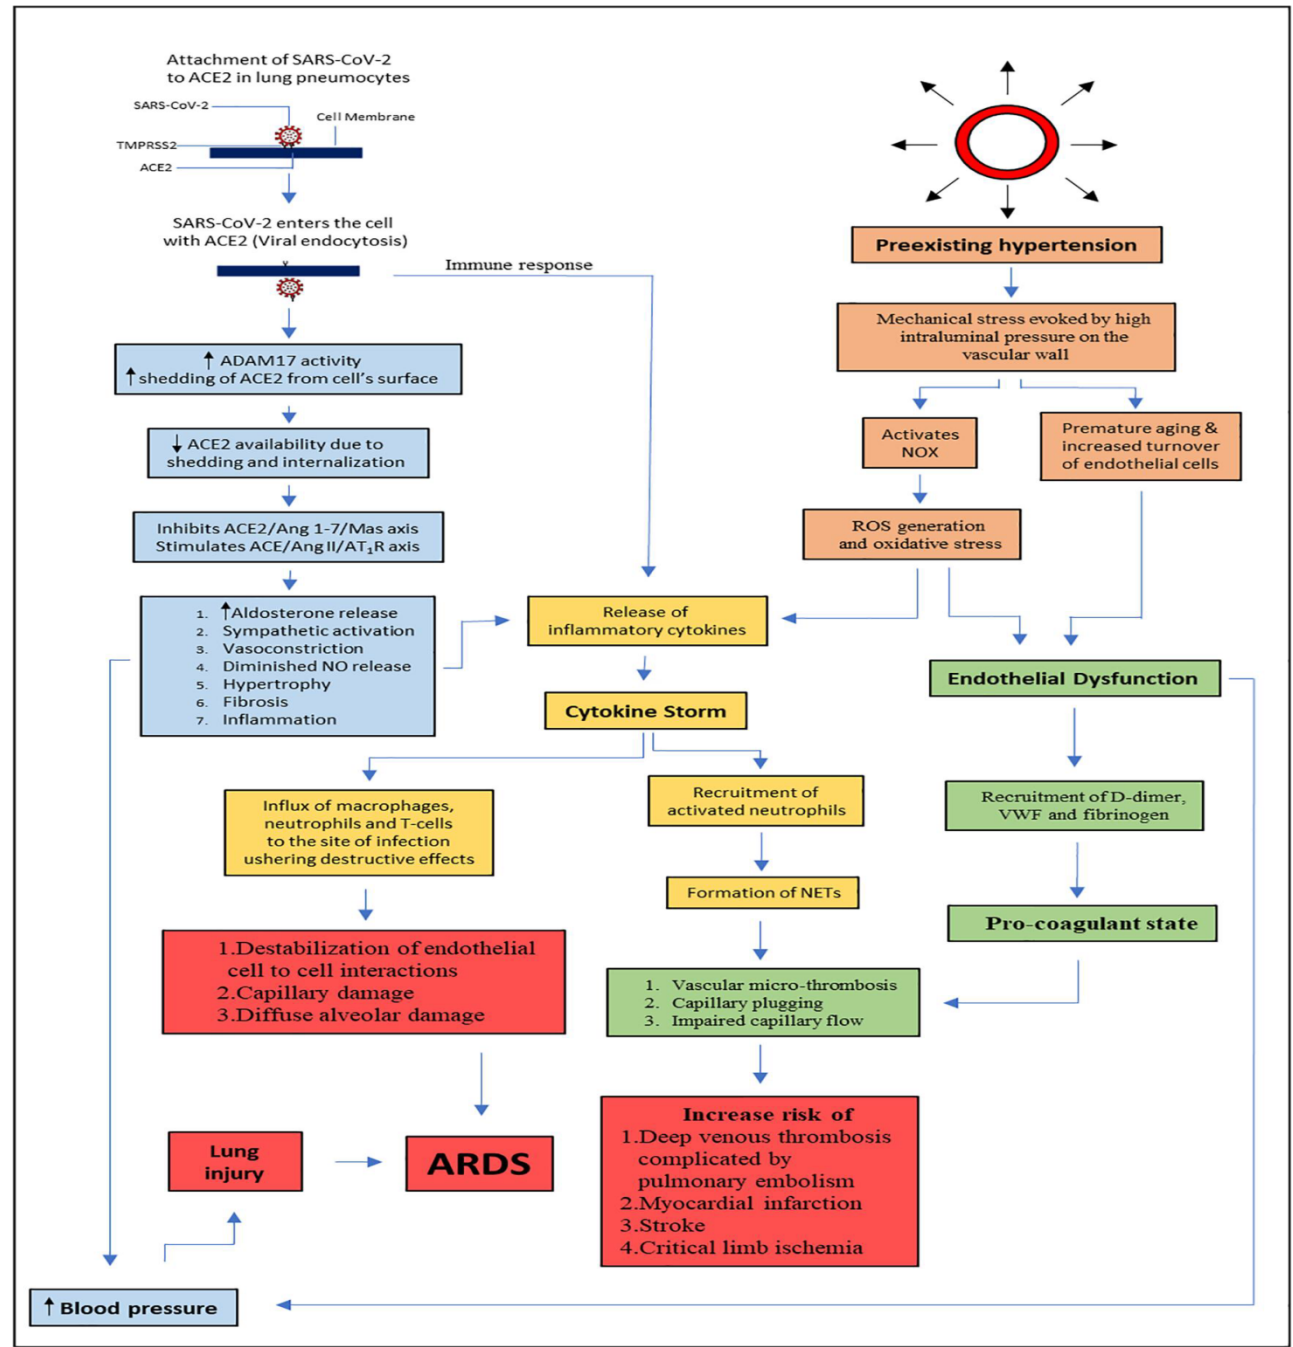 Attachment of SARS-CoV-2
to ACE2 in lung pneumocytes
SARS-CoV-2
Cell Membrane
TMPRSS2
ACE2
SARS-CoV-2 enters the cell
with ACE2 (Viral endocytosis)
Immune response
↑ ADAM17 activity
↑ shedding of ACE2 from cell's surface
↓ ACE2 availability due to
shedding and internalization
Inhibits ACE2/Ang 1-7/Mas axis
Stimulates ACE/Ang II/AT₁R axis
1. ↑Aldosterone release
2. Sympathetic activation
3. Vasoconstriction
4. Diminished NO release
5. Hypertrophy
6. Fibrosis
7. Inflammation
Preexisting hypertension
Mechanical stress evoked by high
intraluminal pressure on the
vascular wall
Activates
NOX
Premature aging &
increased turnover
of endothelial cells
ROS generation
and oxidative stress
Release of
inflammatory cytokines
Cytokine Storm
Endothelial Dysfunction
Influx of macrophages,
neutrophils and T-cells
to the site of infection
ushering destructive effects
Recruitment of
activated neutrophils
Recruitment of D-dimer,
VWF and fibrinogen
Formation of NETs
Pro-coagulant state
1.Destabilization of endothelial
cell to cell interactions
2.Capillary damage
3.Diffuse alveolar damage
1. Vascular micro-thrombosis
2. Capillary plugging
3. Impaired capillary flow
Lung
injury
ARDS
Increase risk of
1.Deep venous thrombosis
complicated by
pulmonary embolism
2.Myocardial infarction
3.Stroke
4.Critical limb ischemia
↑ Blood pressure